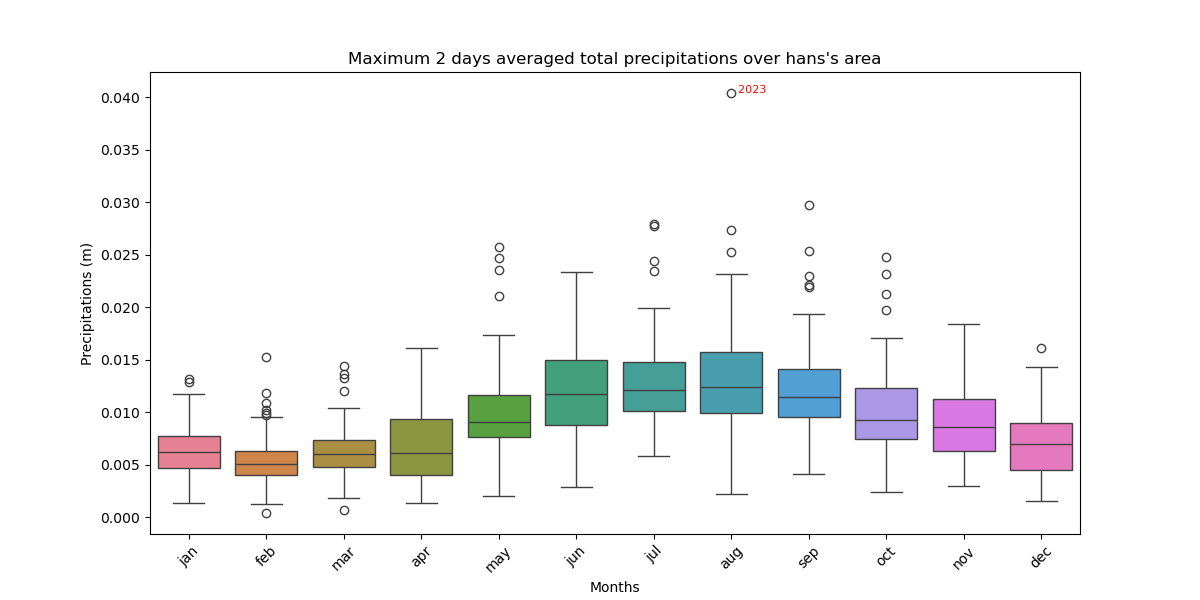 Maximum 2 days averaged total precipitations over hans's area
2023
0.040
0.035
0.030
0.025
0.020
0.015
0.010
0.005
0.000
Precipitations (m)
jan feb mar apr may jun jul aug sep oct nov dec
Months